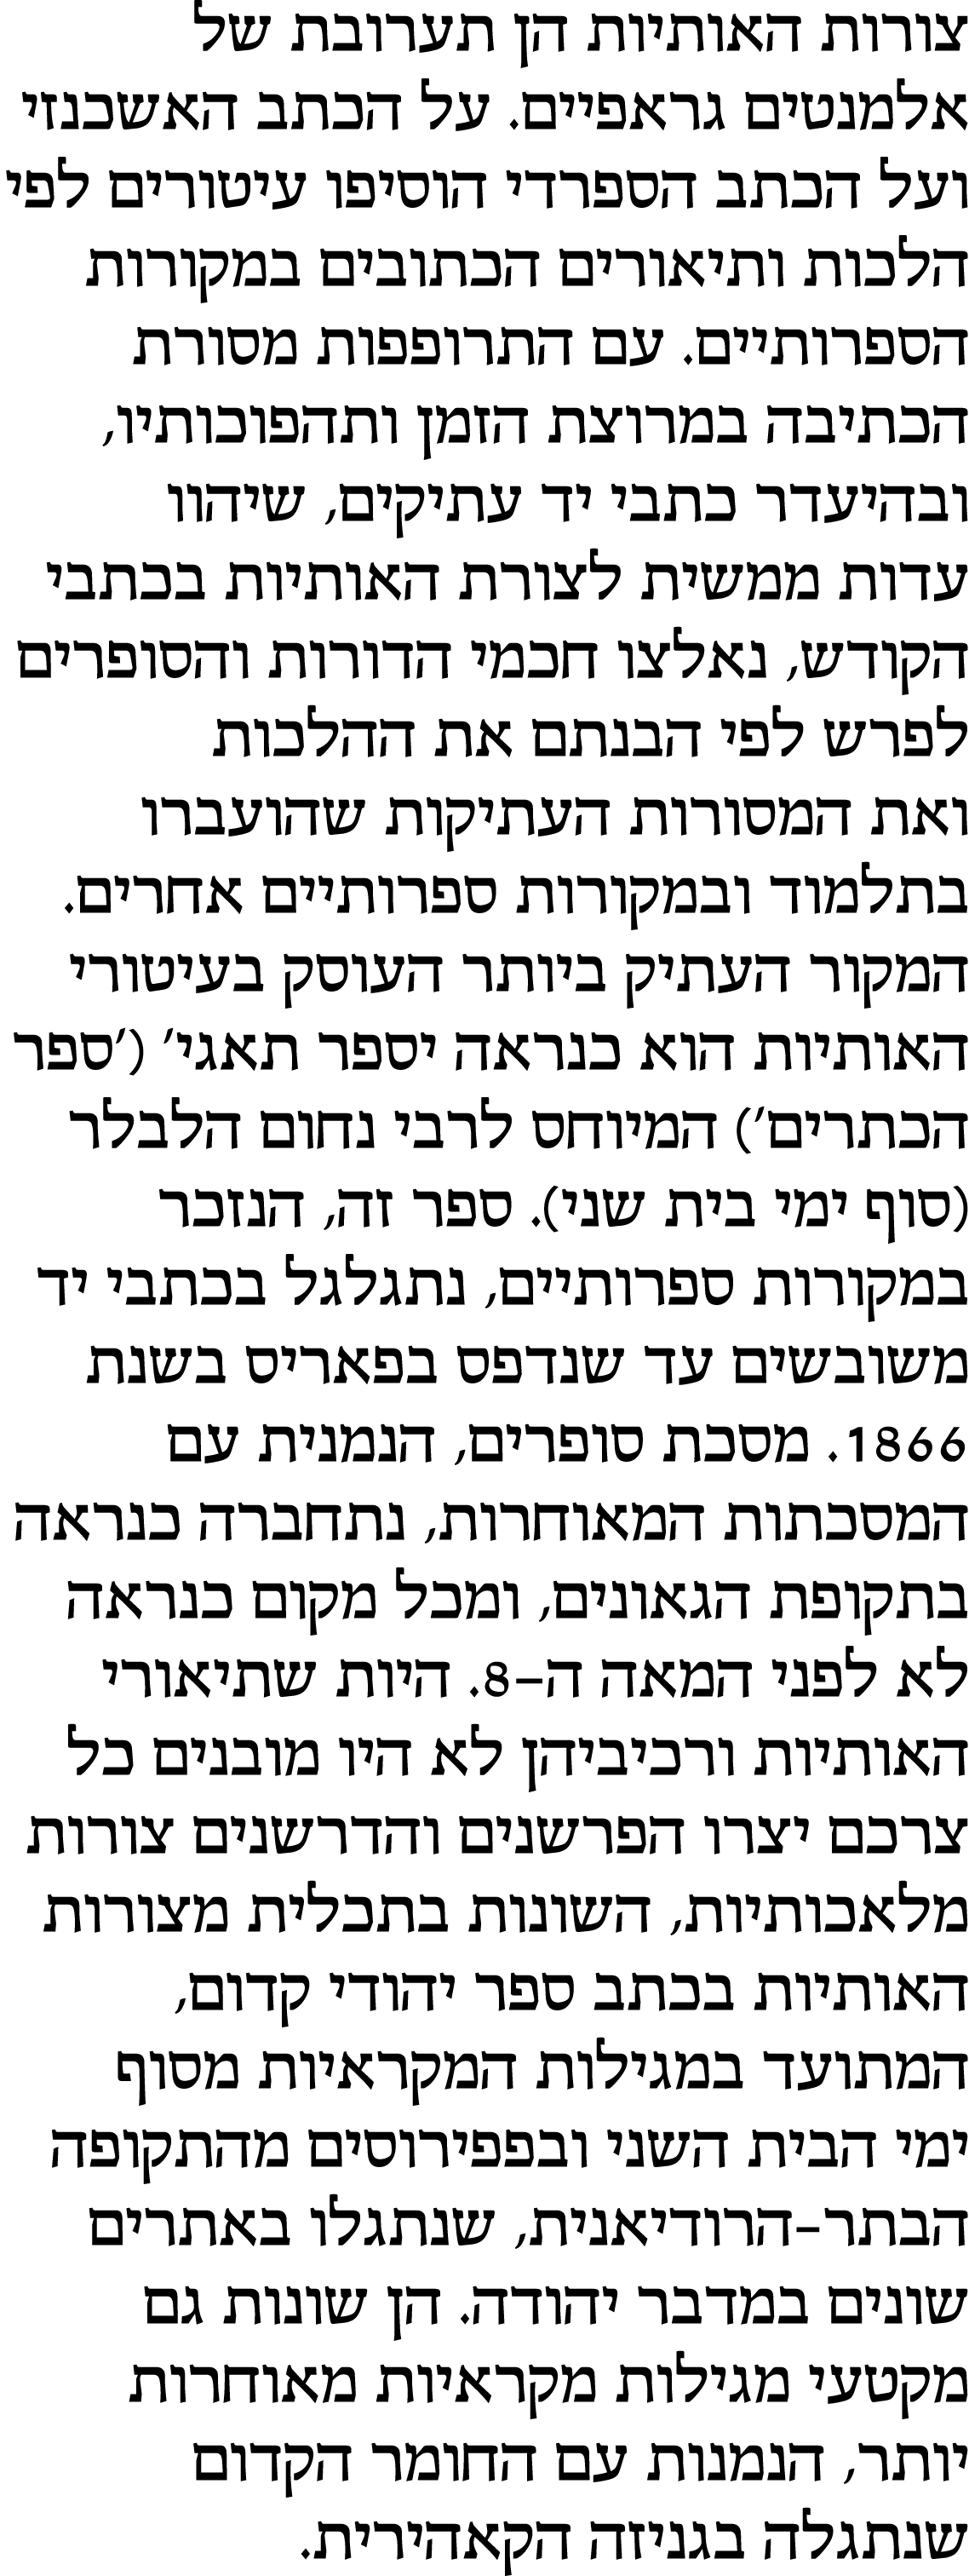 צורות האותיות הן תערובת של
אלמנטים גראפיים. על הכתב האשכנזי
ועל הכתב הספרדי הוסיפו עיטורים לפי
הלכות ותיאורים הכתובים במקורות
הספרותיים. עם התרופפות מסורת
הכתיבה במרוצת הזמן ותהפוכותיו,
ובהיעדר כתבי יד עתיקים, שיהוו
עדות ממשית לצורת האותיות בכתבי
הקודש, נאלצו חכמי הדורות והסופרים
לפרש לפי הבנתם את ההלכות
ואת המסורות העתיקות שהועברו
בתלמוד ובמקורות ספרותיים אחרים.
המקור העתיק ביותר העוסק בעיטורי
האותיות הוא כנראה יספר תאגי' ('ספר
הכתרים') המיוחס לרבי נחום הלבלר
(סוף ימי בית שני). ספר זה, הנזכר
במקורות ספרותיים, נתגלגל בכתבי יד
משובשים עד שנדפס בפאריס בשנת
1866. מסכת סופרים, הנמנית עם
המסכתות המאוחרות, נתחברה כנראה
בתקופת הגאונים, ומכל מקום כנראה
לא לפני המאה ה-8. היות שתיאורי
האותיות ורכיביהן לא היו מובנים כל
צרכם יצרו הפרשנים והדרשנים צורות
מלאכותיות, השונות בתכלית מצורות
האותיות בכתב ספר יהודי קדום,
המתועד במגילות המקראיות מסוף
ימי הבית השני ובפפירוסים מהתקופה
הבתר-הרודיאנית, שנתגלו באתרים
שונים במדבר יהודה. הן שונות גם
מקטעי מגילות מקראיות מאוחרות
יותר, הנמנות עם החומר הקדום
שנתגלה בגניזה הקאהירית.